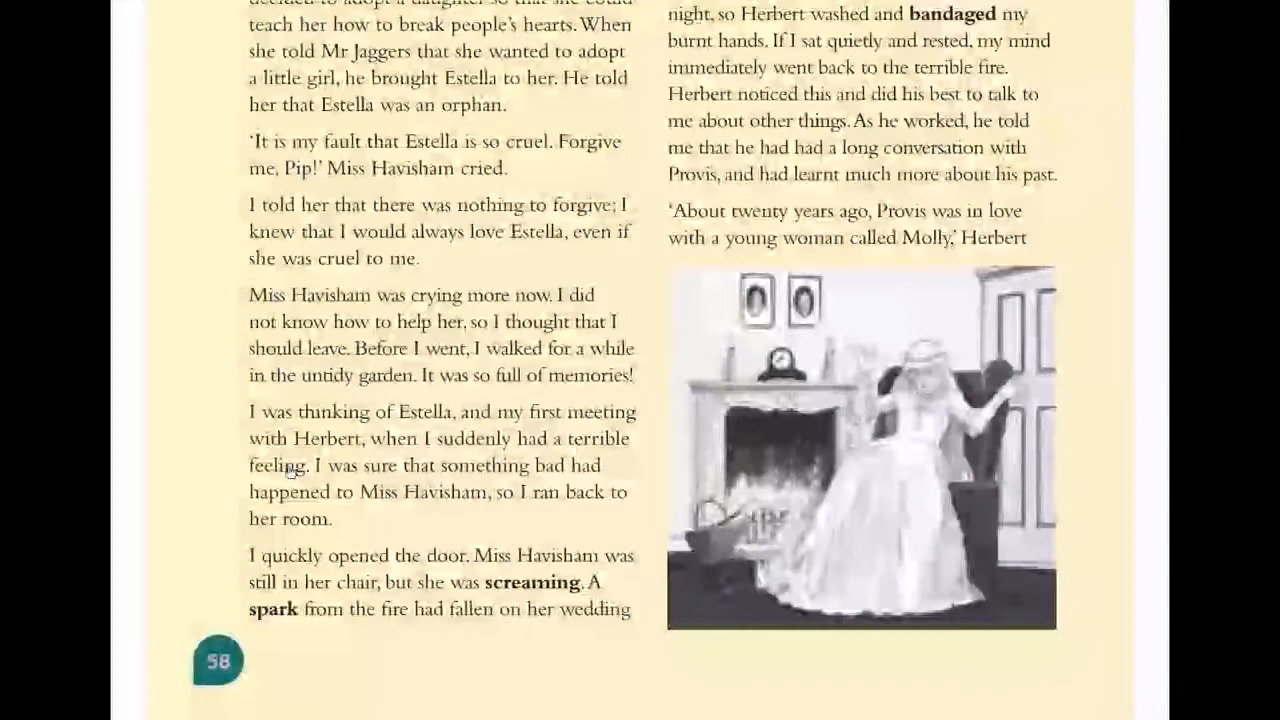 decided to adopt a daughter so that she could
teach her how to break people's hearts. When
she told Mr Jaggers that she wanted to adopt
a little girl, he brought Estella to her. He told
her that Estella was an orphan.
'It is my fault that Estella is so cruel. Forgive
me, Pip!' Miss Havisham cried.
I told her that there was nothing to forgive; I
knew that I would always love Estella, even if
she was cruel to me.
Miss Havisham was crying more now. I did
not know how to help her, so I thought that I
should leave. Before I went, I walked for a while
in the untidy garden. It was so full of memories!
I was thinking of Estella, and my first meeting
with Herbert, when I suddenly had a terrible
feeling. I was sure that something bad had
happened to Miss Havisham, so I ran back to
her room.
I quickly opened the door. Miss Havisham was
still in her chair, but she was screaming. A
spark from the fire had fallen on her wedding
58
night, so Herbert washed and bandaged my
burnt hands. If I sat quietly and rested, my mind
immediately went back to the terrible fire.
Herbert noticed this and did his best to talk to
me about other things. As he worked, he told
me that he had had a long conversation with
Provis, and had learnt much more about his past.
'About twenty years ago, Provis was in love
with a young woman called Molly,' Herbert